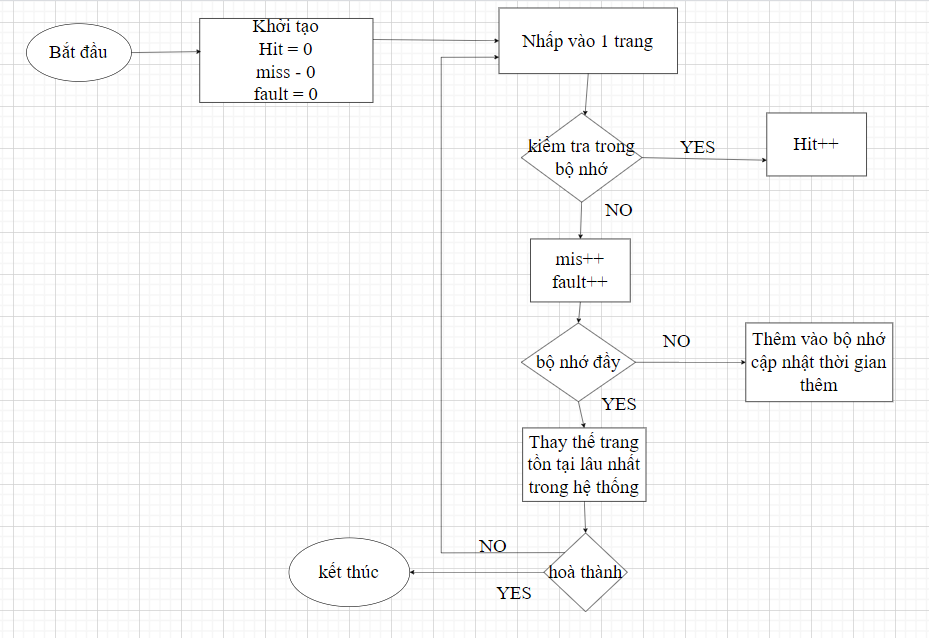 Bắt đầu
Khởi tạo
Hit = 0
miss - 0
fault = 0
Nhấp vào 1 trang
kiểm tra trong
bộ nhớ
YES
Hit++
NO
mis++
fault++
bộ nhớ đầy
NO
Thêm vào bộ nhớ
cập nhật thời gian
thêm
YES
Thay thế trang
tồn tại lâu nhất
trong hệ thống
NO
hoà thành
YES
kết thúc